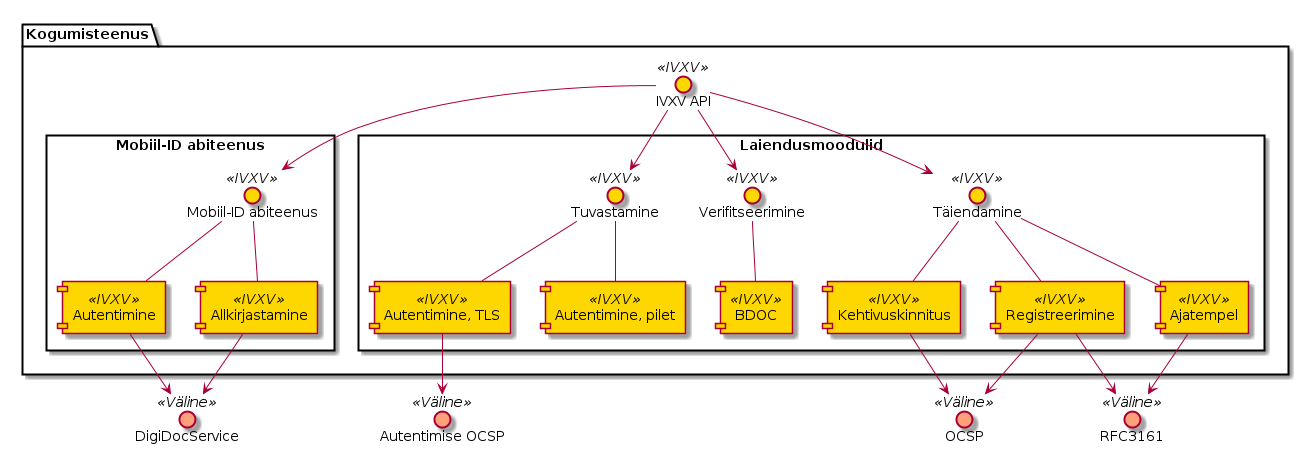 Kogumisteenus
«IVXV»
IVXV API
Mobiil-ID abiteenus
Laiendusmoodulid
«IVXV»
Mobiil-ID abiteenus
«IVXV»
Tuvastamine
«IVXV»
Verifitseerimine
«IVXV»
Täiendamine
«IVXV»
Autentimine
«IVXV»
Allkirjastamine
«IVXV»
Autentimine, TLS
«IVXV»
Autentimine, pilet
«IVXV»
BDOC
«IVXV»
Kehtivuskinnitus
«IVXV»
Registreerimine
«IVXV»
Ajatempel
«Väline»
DigiDocService
«Väline»
Autentimise OCSP
«Väline»
OCSP
«Väline»
RFC3161